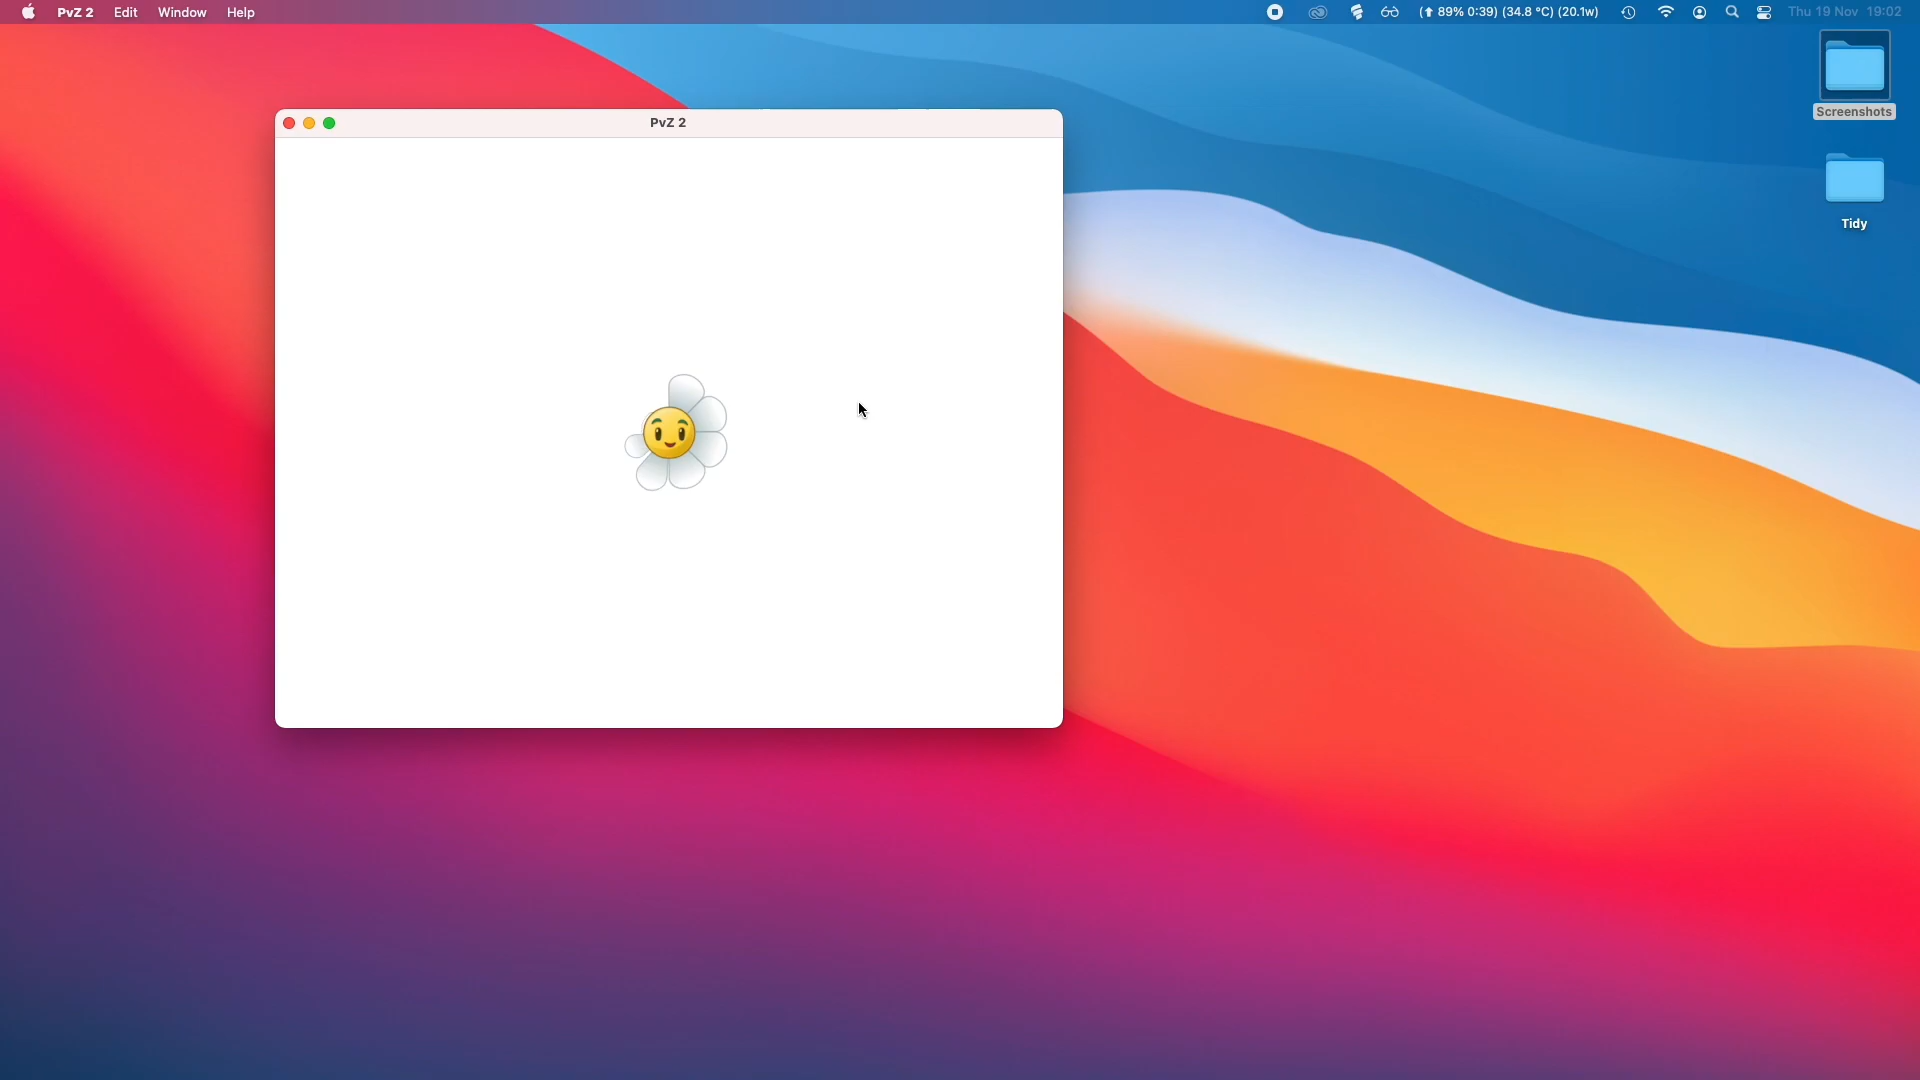 PvZ 2 Edit Window Help (⬆ 89% 0:39) (34.8 °C) (20.1w) Thu 19 Nov 19:02
Screenshots
PvZ 2
Tidy